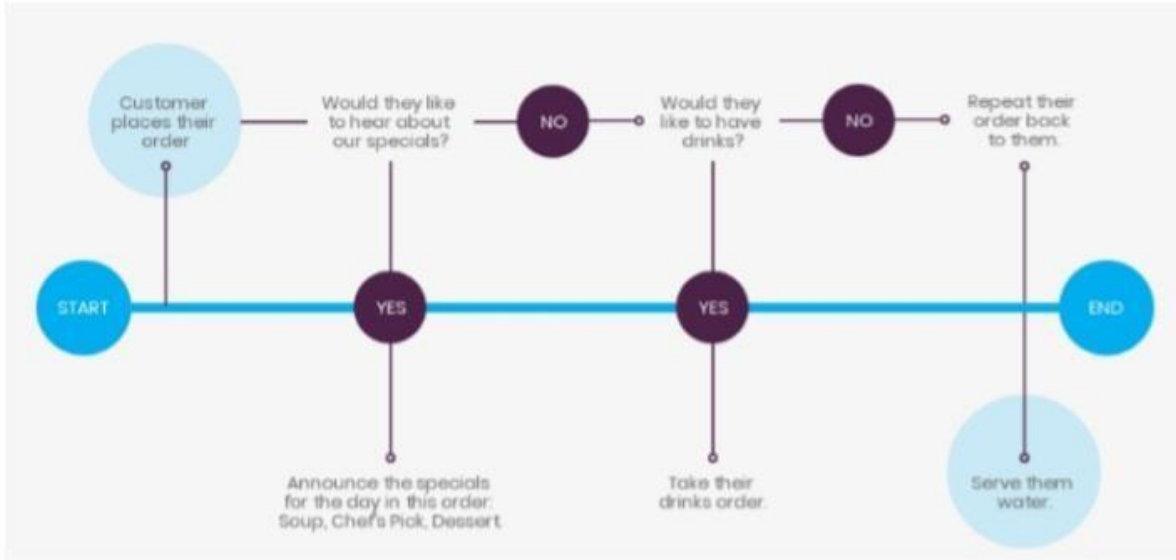 Customer
places their
order
Would they like
to hear about
our specials?
NO
Would they
like to have
drinks?
NO
Repeat their
order back
to them.
START
YES
YES
END
Announce the specials
for the day in this order:
Soup, Chef's Pick, Dessert
Take their
drinks order.
Serve them
water.